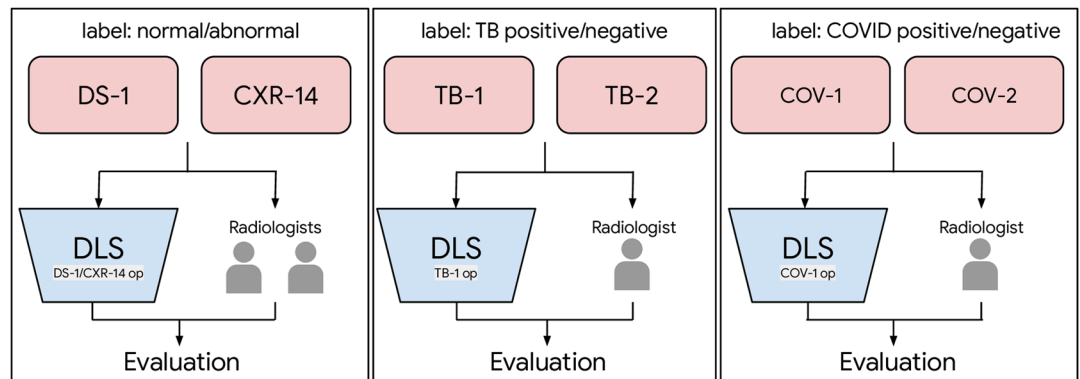 label: normal/abnormal
DS-1
CXR-14
DLS
DS-1/CXR-14 op
Radiologists
Evaluation
label: TB positive/negative
TB-1
TB-2
DLS
TB-1 op
Radiologist
Evaluation
label: COVID positive/negative
COV-1
COV-2
DLS
COV-1 op
Radiologist
Evaluation